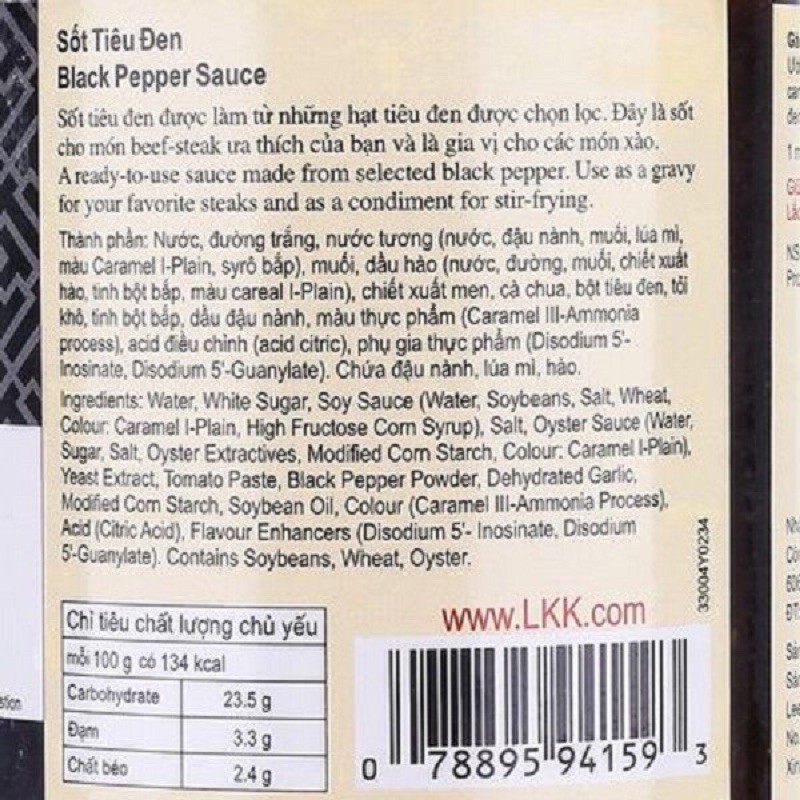 Sốt Tiêu Đen
Black Pepper Sauce
Sốt tiêu đen được làm từ những hạt tiêu đen được chọn lọc. Đây là sốt
cho món beef-steak ưa thích của bạn và là gia vị cho các món xào.
A ready-to-use sauce made from selected black pepper. Use as a gravy
for your favorite steaks and as a condiment for stir-frying.
Thành phần: Nước, đường trắng, nước tương (nước, đậu nành, muối, lúa mì,
màu Caramel I-Plain, syrô bắp), muối, dầu hào (nước, đường, muối, chiết xuất
hào, tinh bột bắp, màu careal I-Plain), chiết xuất men, cà chua, bột tiêu đen, tỏi
khô, tinh bột bắp, dầu đậu nành, màu thực phẩm (Caramel III-Ammonia
process), acid điều chỉnh (acid citric), phụ gia thực phẩm (Disodium 5'-
Inosinate, Disodium 5'-Guanylate). Chứa đậu nành, lúa mì, hào.
Ingredients: Water, White Sugar, Soy Sauce (Water, Soybeans, Salt, Wheat,
Colour: Caramel I-Plain, High Fructose Corn Syrup), Salt, Oyster Sauce (Water,
Sugar, Salt, Oyster Extractives, Modified Corn Starch, Colour: Caramel I-Plain),
Yeast Extract, Tomato Paste, Black Pepper Powder, Dehydrated Garlic,
Modified Corn Starch, Soybean Oil, Colour (Caramel III-Ammonia Process),
Acid (Citric Acid), Flavour Enhancers (Disodium 5'- Inosinate, Disodium
5'-Guanylate). Contains Soybeans, Wheat, Oyster.
33004Y0234
www.LKK.com
Chỉ tiêu chất lượng chủ yếu
mỗi 100 g có 134 kcal
Carbohydrate 23.5 g
Đạm 3.3 g
Chất béo 2.4 g
0 78895 94159 3